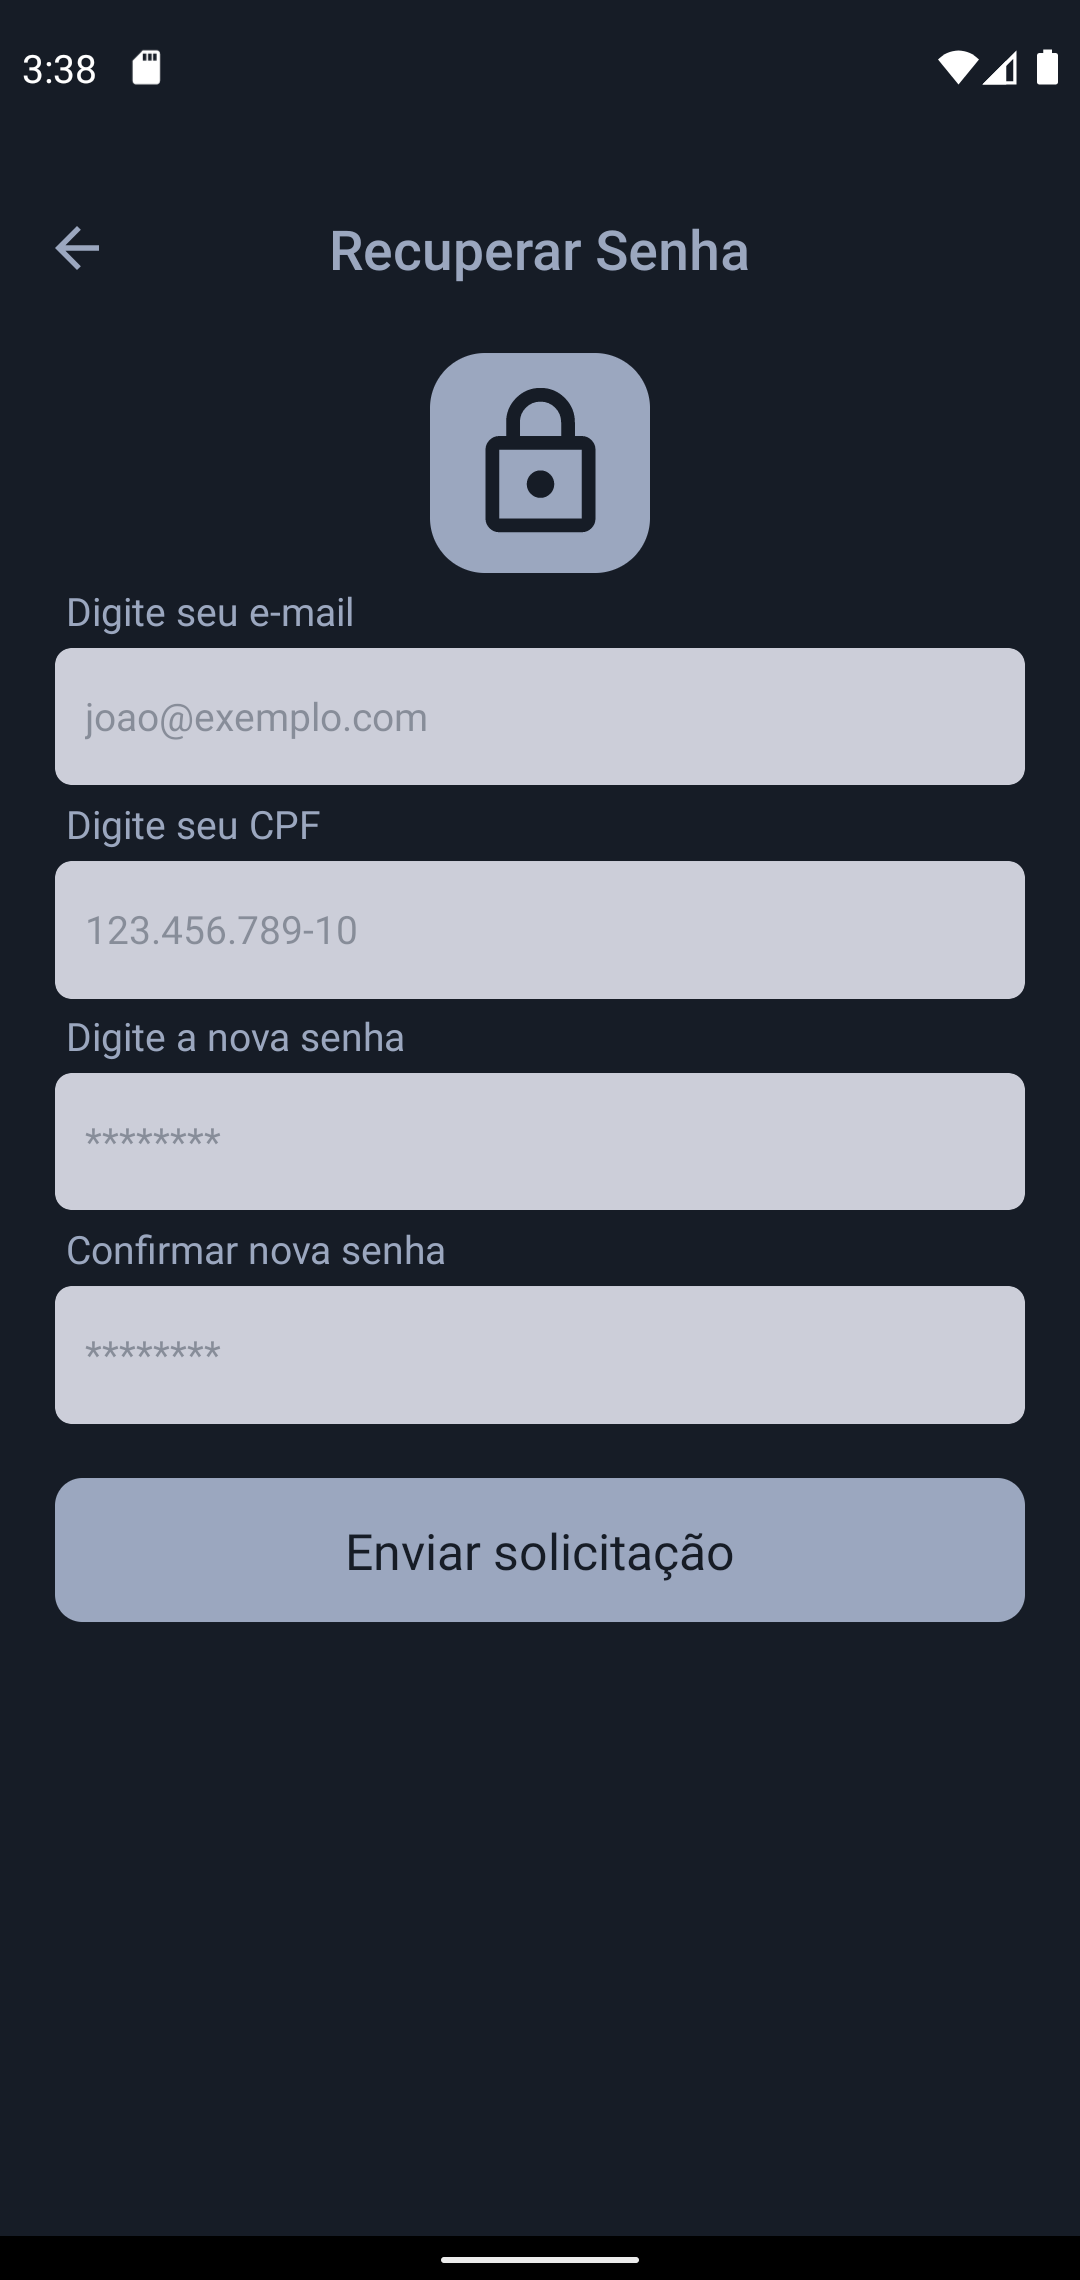 3:38
Recuperar Senha
Digite seu e-mail
joao@exemplo.com
Digite seu CPF
123.456.789-10
Digite a nova senha
********
Confirmar nova senha
********
Enviar solicitação